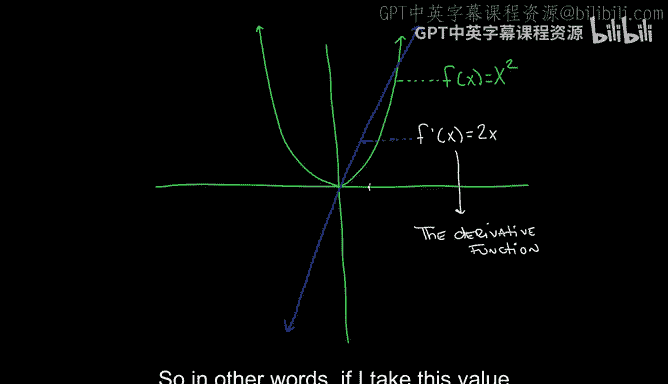 GPT中英字幕课程资源@bilibili.com
GPT中英字幕课程资源 bilibili
f(x)=x²
f'(x)=2x
THE DERIVATIVE
FUNCTION
So in other words, if I take this value